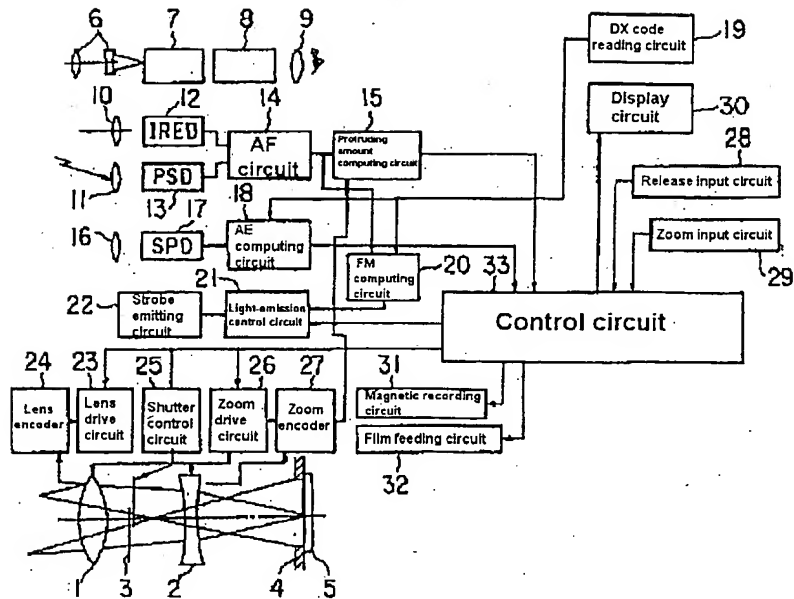 6
7
8
9
DX code
reading circuit
19
10
12
14
15
IRED
AF
circuit
Protruding
amount
computing circuit
Display
circuit
30
28
11
PSD
13
17
18
Release input circuit
16
SPD
AE
computing
circuit
Zoom input circuit
29
FM
computing
circuit
20
33
21
22
Strobe
emitting
circuit
Light-emission
control circuit
Control circuit
24
23
25
26
27
31
Magnetic recording
circuit
Lens
encoder
Lens
drive
circuit
Shutter
control
circuit
Zoom
drive
circuit
Zoom
encoder
Film feeding circuit
32
1
3
2
4
5